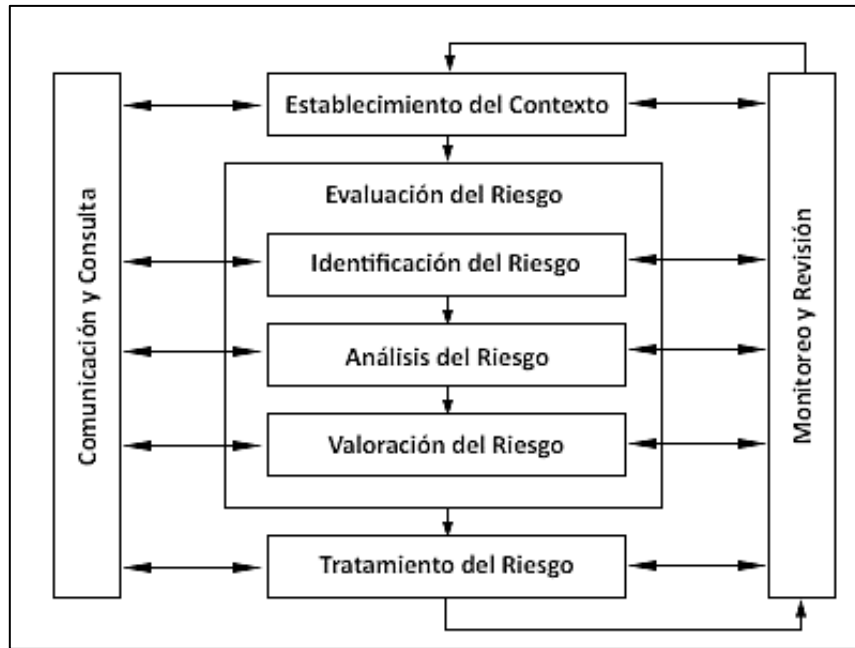 Establecimiento del Contexto
Evaluación del Riesgo
Identificación del Riesgo
Análisis del Riesgo
Valoración del Riesgo
Tratamiento del Riesgo
Comunicación y Consulta
Monitoreo y Revisión